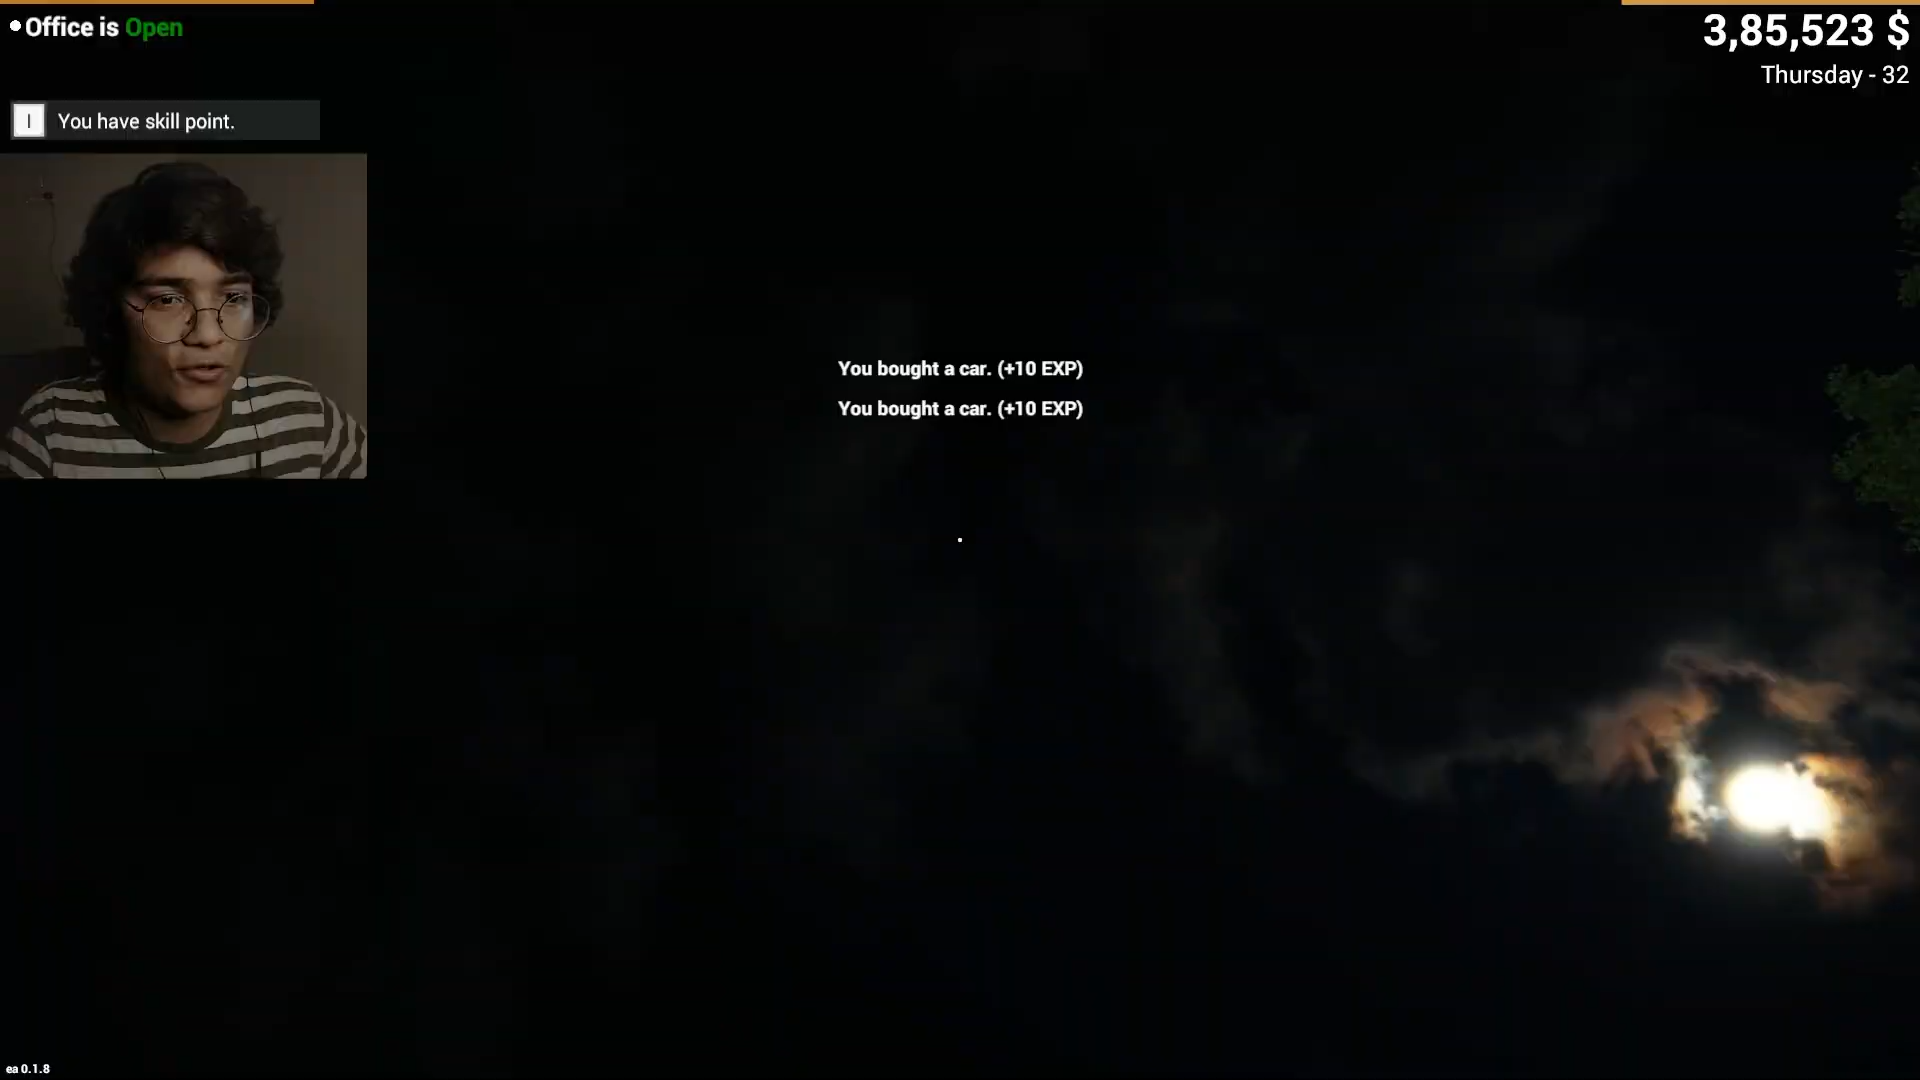 Office is Open
3,85,523 $
Thursday - 32
I You have skill point.
You bought a car. (+10 EXP)
You bought a car. (+10 EXP)
ea 0.1.8